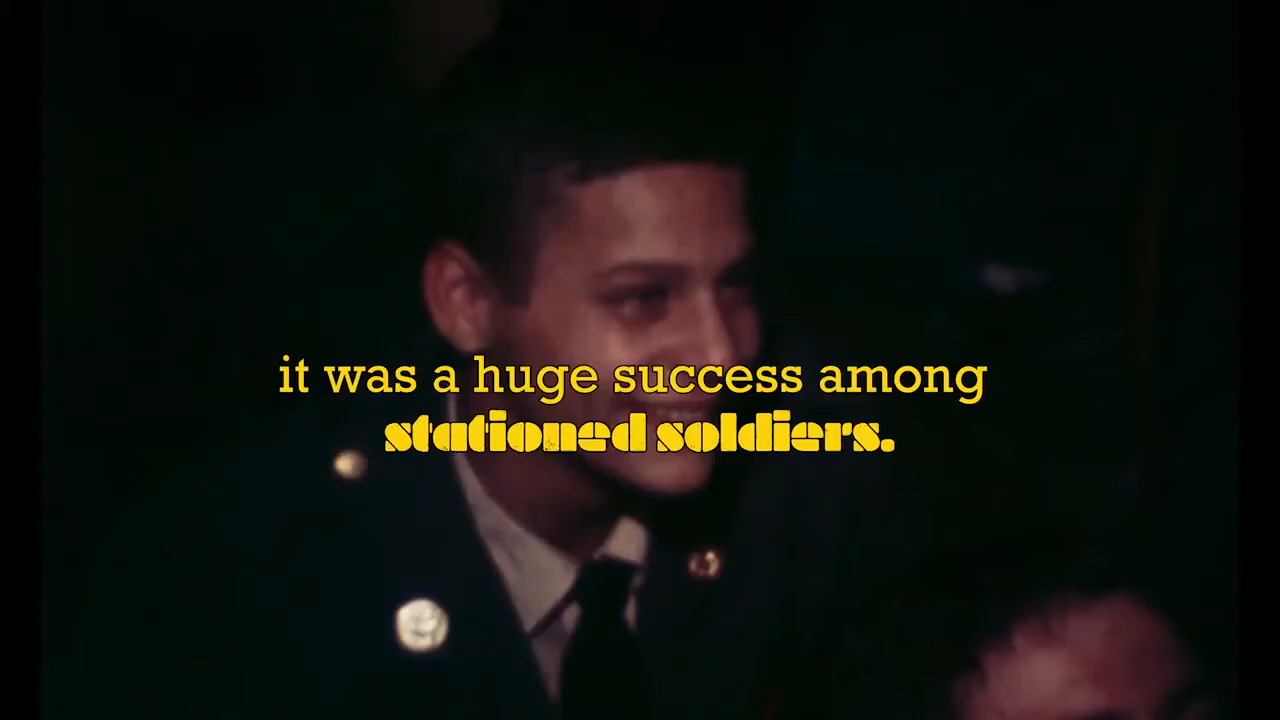 it was a huge success among
stationed soldiers.